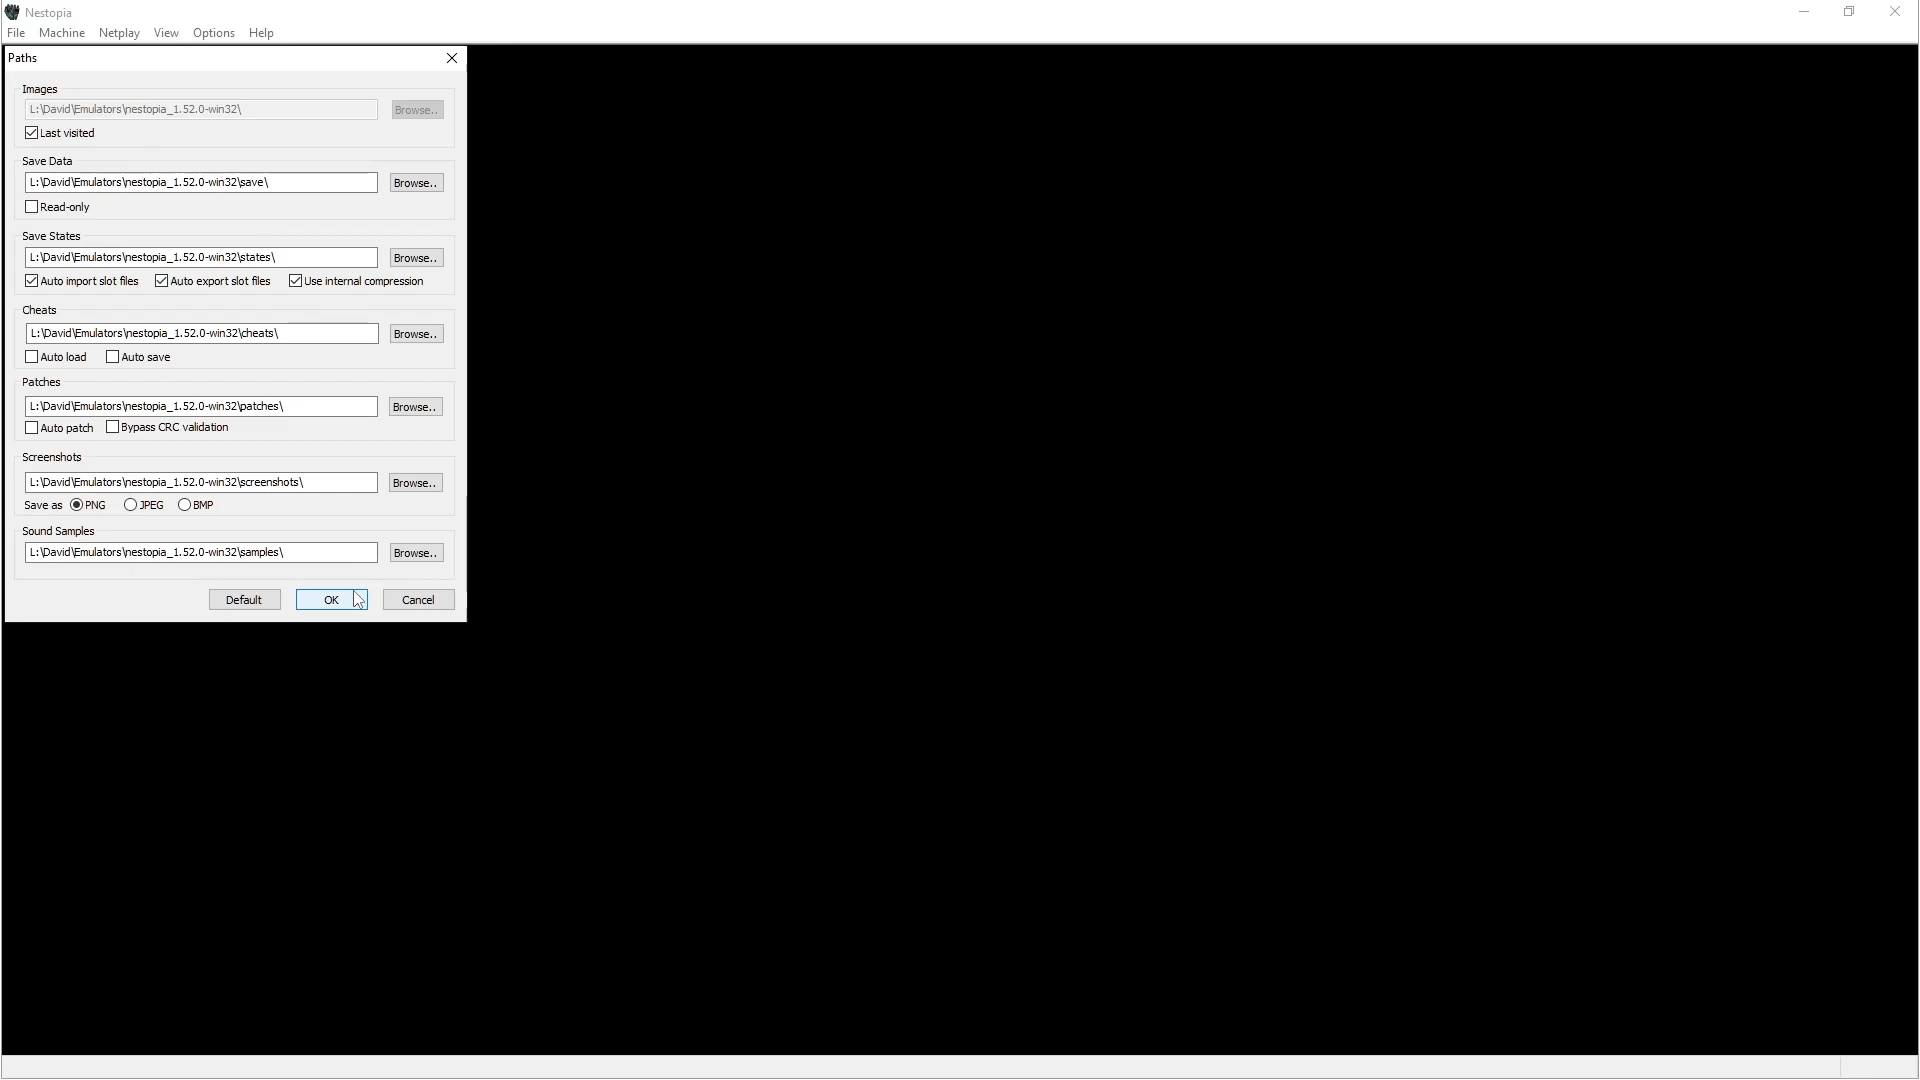 Nestopia
File Machine Netplay View Options Help
Paths
Images
L:\David\Emulators\nestopia_1.52.0-win32\ Browse..
Last visited
Save Data
L:\David\Emulators\nestopia_1.52.0-win32\save\ Browse..
Read-only
Save States
L:\David\Emulators\nestopia_1.52.0-win32\states\ Browse..
Auto import slot files Auto export slot files Use internal compression
Cheats
L:\David\Emulators\nestopia_1.52.0-win32\cheats\ Browse..
Auto load Auto save
Patches
L:\David\Emulators\nestopia_1.52.0-win32\patches\ Browse..
Auto patch Bypass CRC validation
Screenshots
L:\David\Emulators\nestopia_1.52.0-win32\screenshots\ Browse..
Save as PNG JPEG BMP
Sound Samples
L:\David\Emulators\nestopia_1.52.0-win32\samples\ Browse..
Default OK Cancel